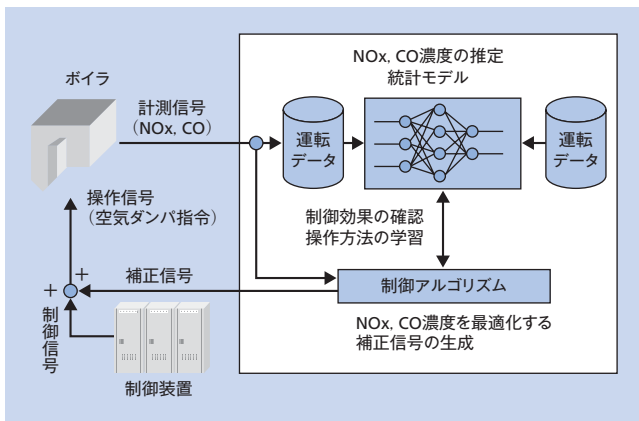 NOx, CO濃度の推定
統計モデル
ボイラ
計測信号
（NOx, CO）
運転
データ
運転
データ
操作信号
（空気ダンパ指令）
制御効果の確認
操作方法の学習
＋
＋
補正信号
制御アルゴリズム
制御信号
NOx, CO濃度を最適化する
補正信号の生成
制御装置